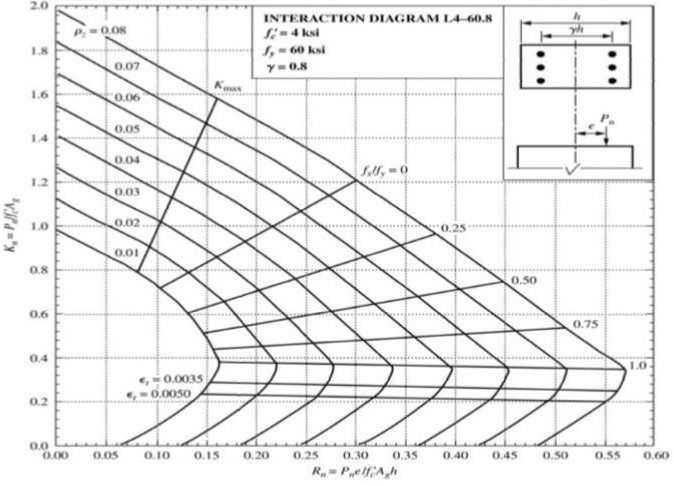 INTERACTION DIAGRAM L4–60.8
f′c = 4 ksi
fy = 60 ksi
γ = 0.8
h
γh
e
Pn
2.0
1.8
1.6
1.4
1.2
1.0
0.8
0.6
0.4
0.2
0.0
Kn = Pn/f′cAg
ρz = 0.08
0.07
0.06
0.05
0.04
0.03
0.02
0.01
Kmax
fs/fy = 0
0.25
0.50
0.75
1.0
εt = 0.0035
εt = 0.0050
0.00 0.05 0.10 0.15 0.20 0.25 0.30 0.35 0.40 0.45 0.50 0.55 0.60
Rn = Pne/f′cAgh